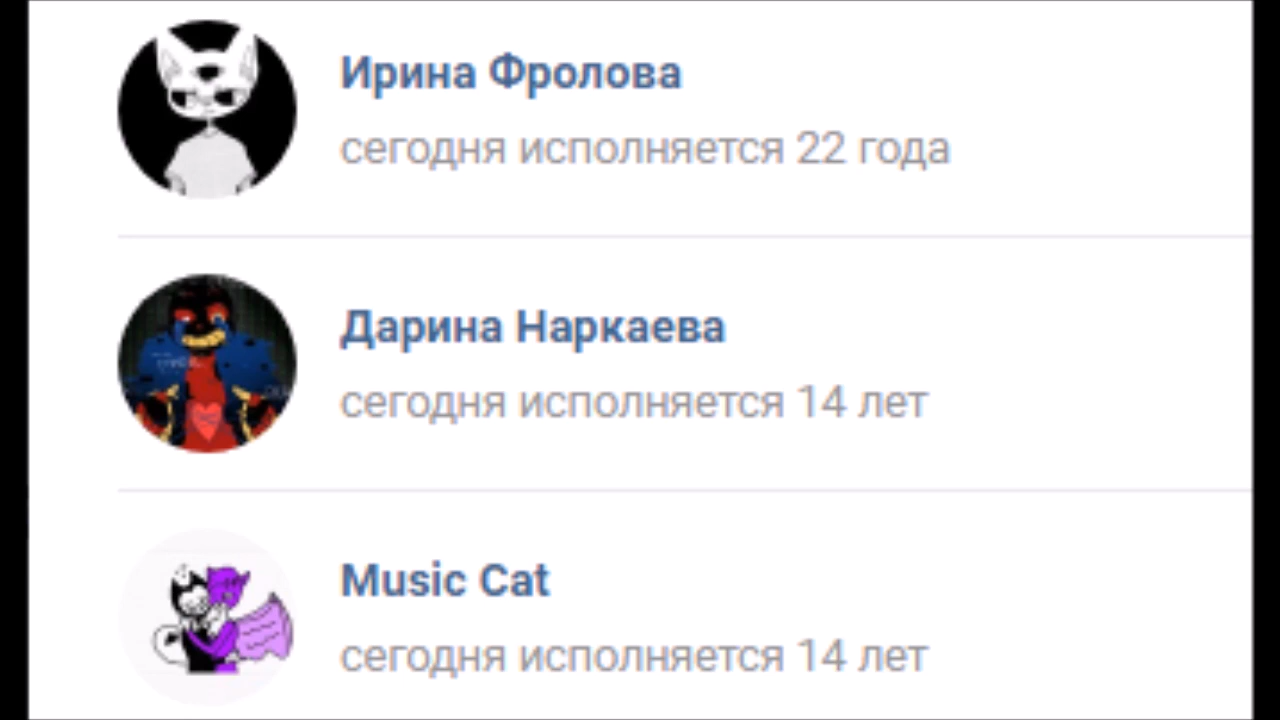 Ирина Фролова
сегодня исполняется 22 года
Дарина Наркаева
сегодня исполняется 14 лет
Music Cat
сегодня исполняется 14 лет